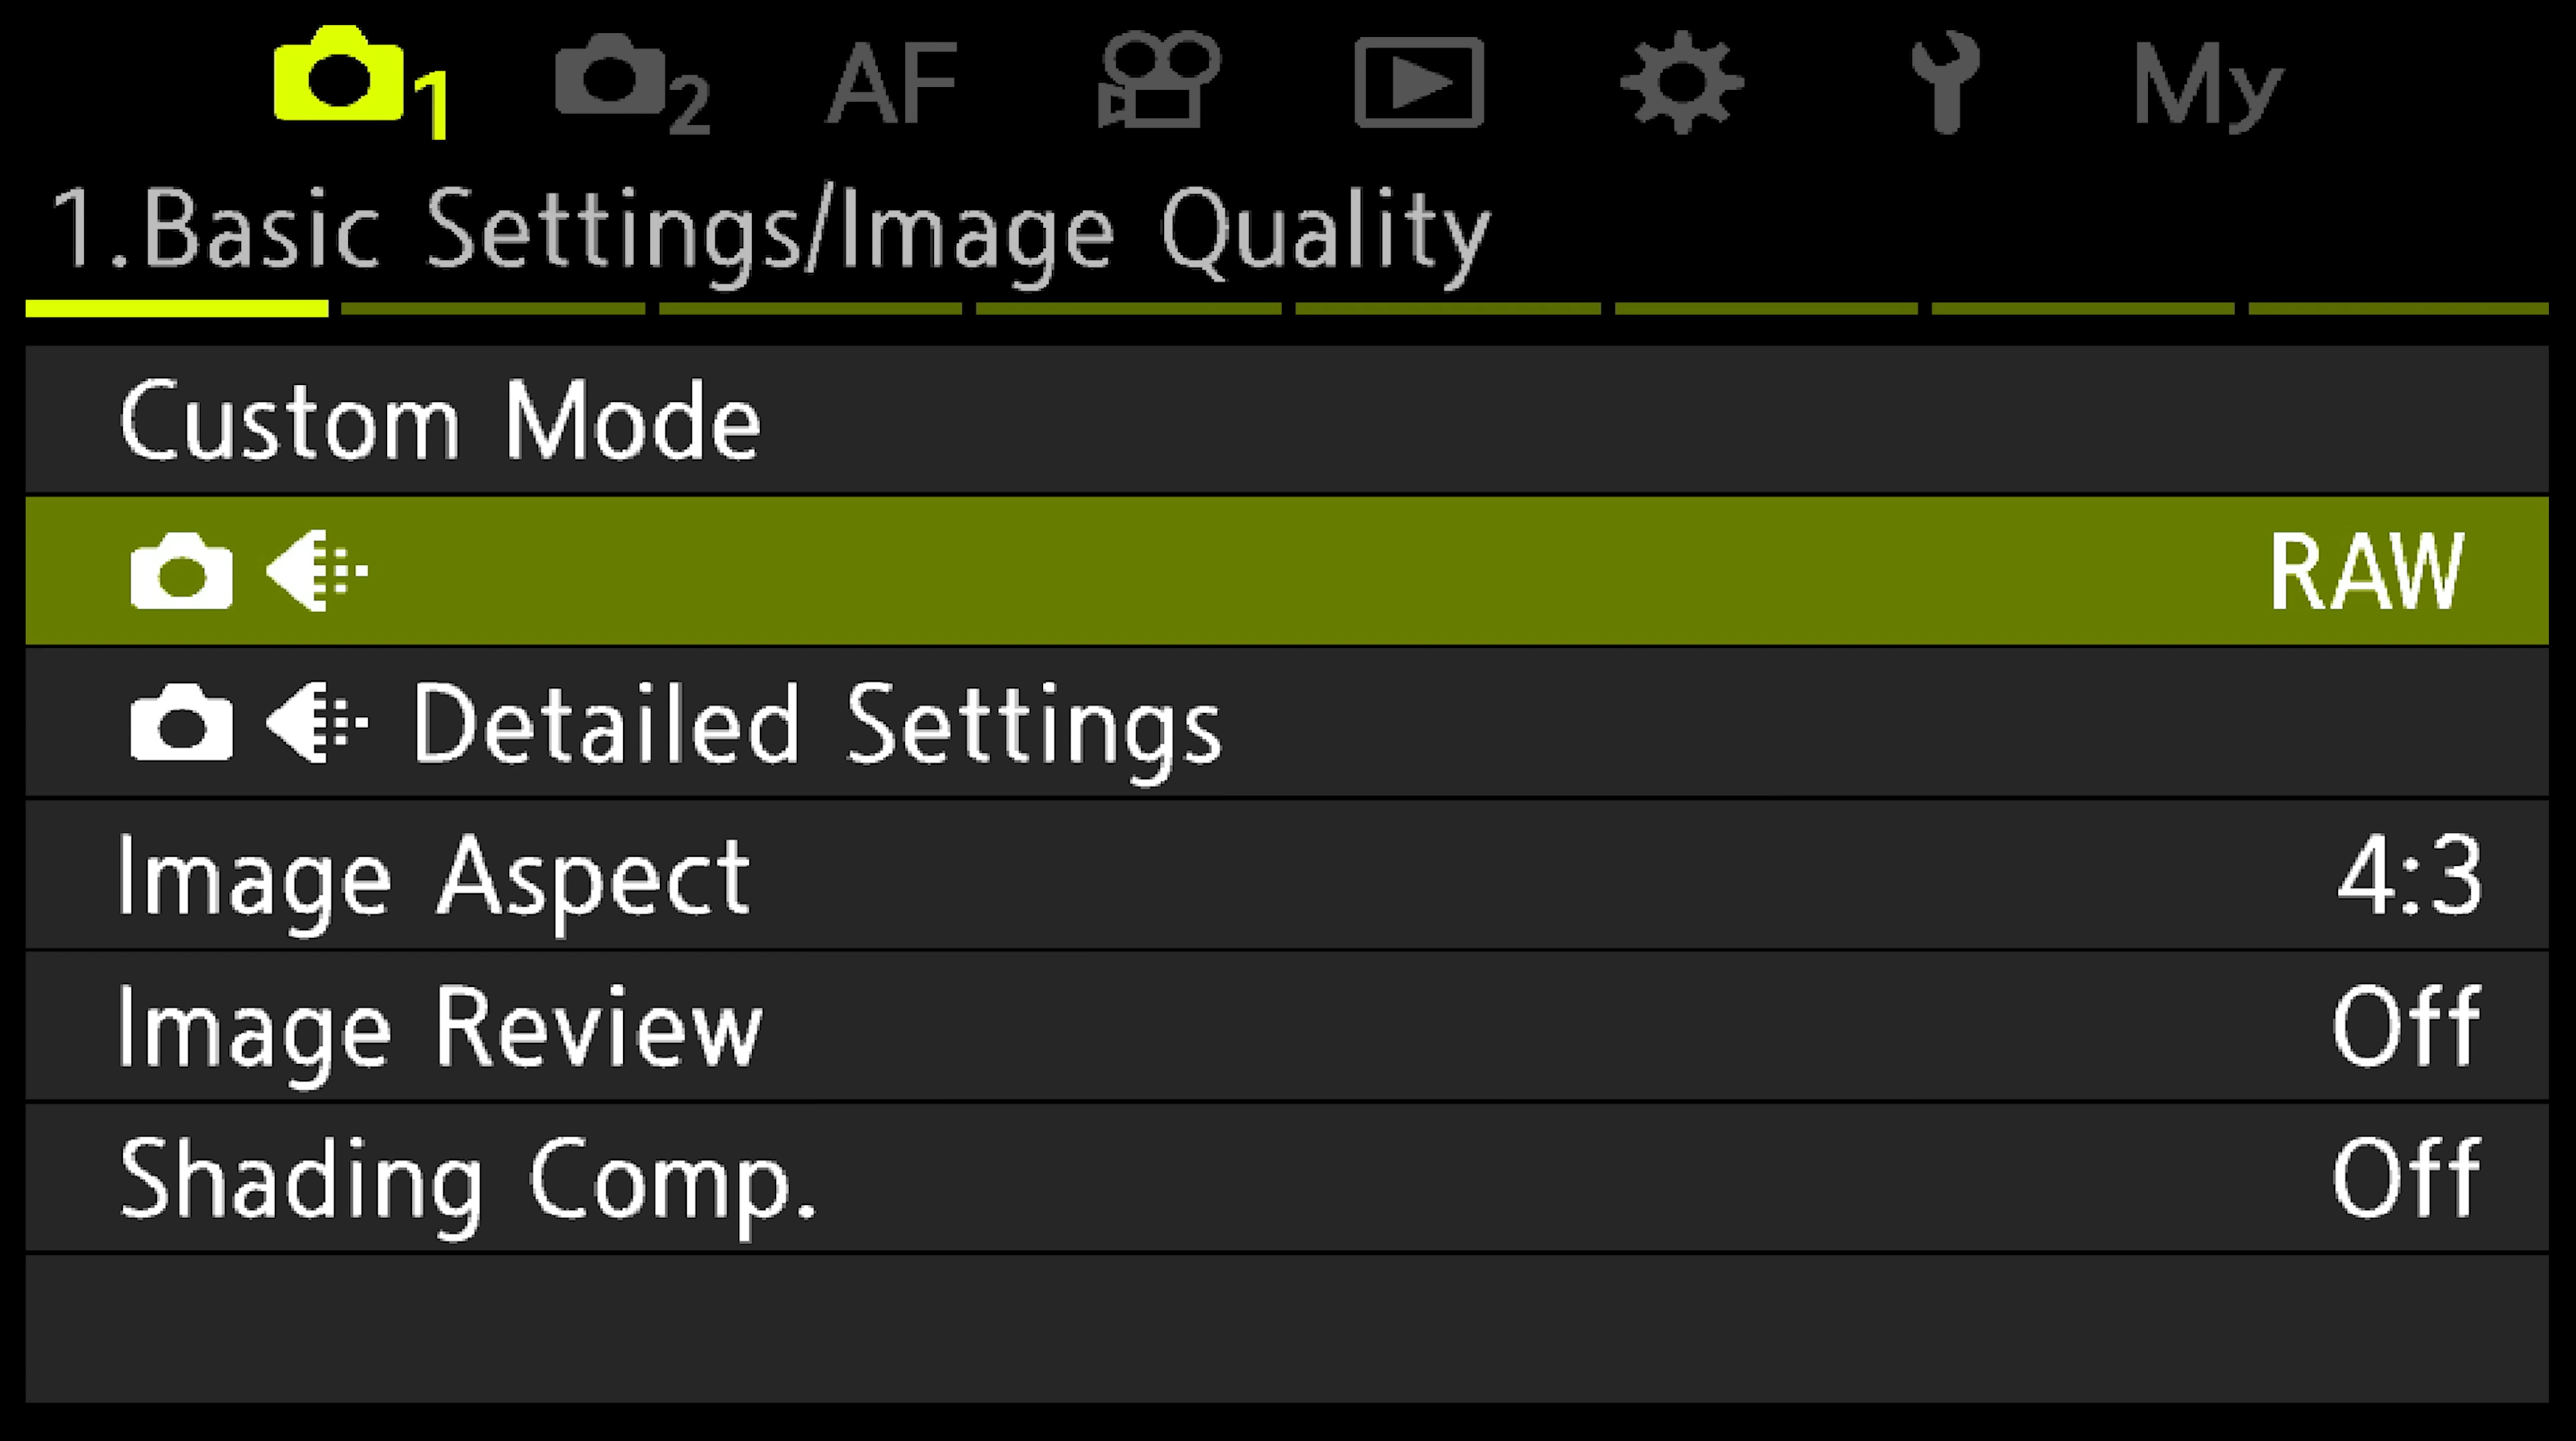 1 2 AF My
1.Basic Settings/Image Quality
Custom Mode
RAW
Detailed Settings
Image Aspect 4:3
Image Review Off
Shading Comp. Off